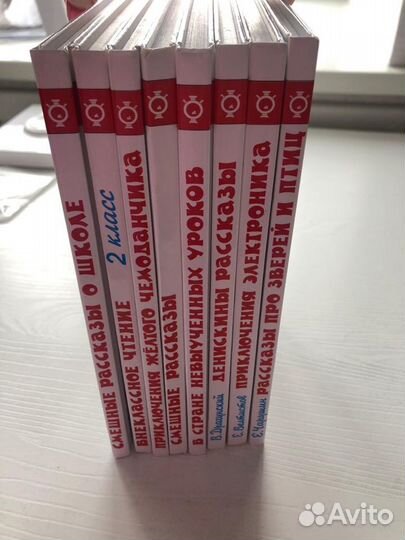 СМЕШНЫЕ РАССКАЗЫ О ШКОЛЕ
ВНЕКЛАССНОЕ ЧТЕНИЕ 2 класс
ПРИКЛЮЧЕНИЯ ЖЁЛТОГО ЧЕМОДАНЧИКА
СМЕШНЫЕ РАССКАЗЫ
В СТРАНЕ НЕВЫУЧЕННЫХ УРОКОВ
В. Драгунский ДЕНИСКИНЫ РАССКАЗЫ
Е. Велтистов ПРИКЛЮЧЕНИЯ ЭЛЕКТРОНИКА
Е. Чарушин РАССКАЗЫ ПРО ЗВЕРЕЙ И ПТИЦ
Avito